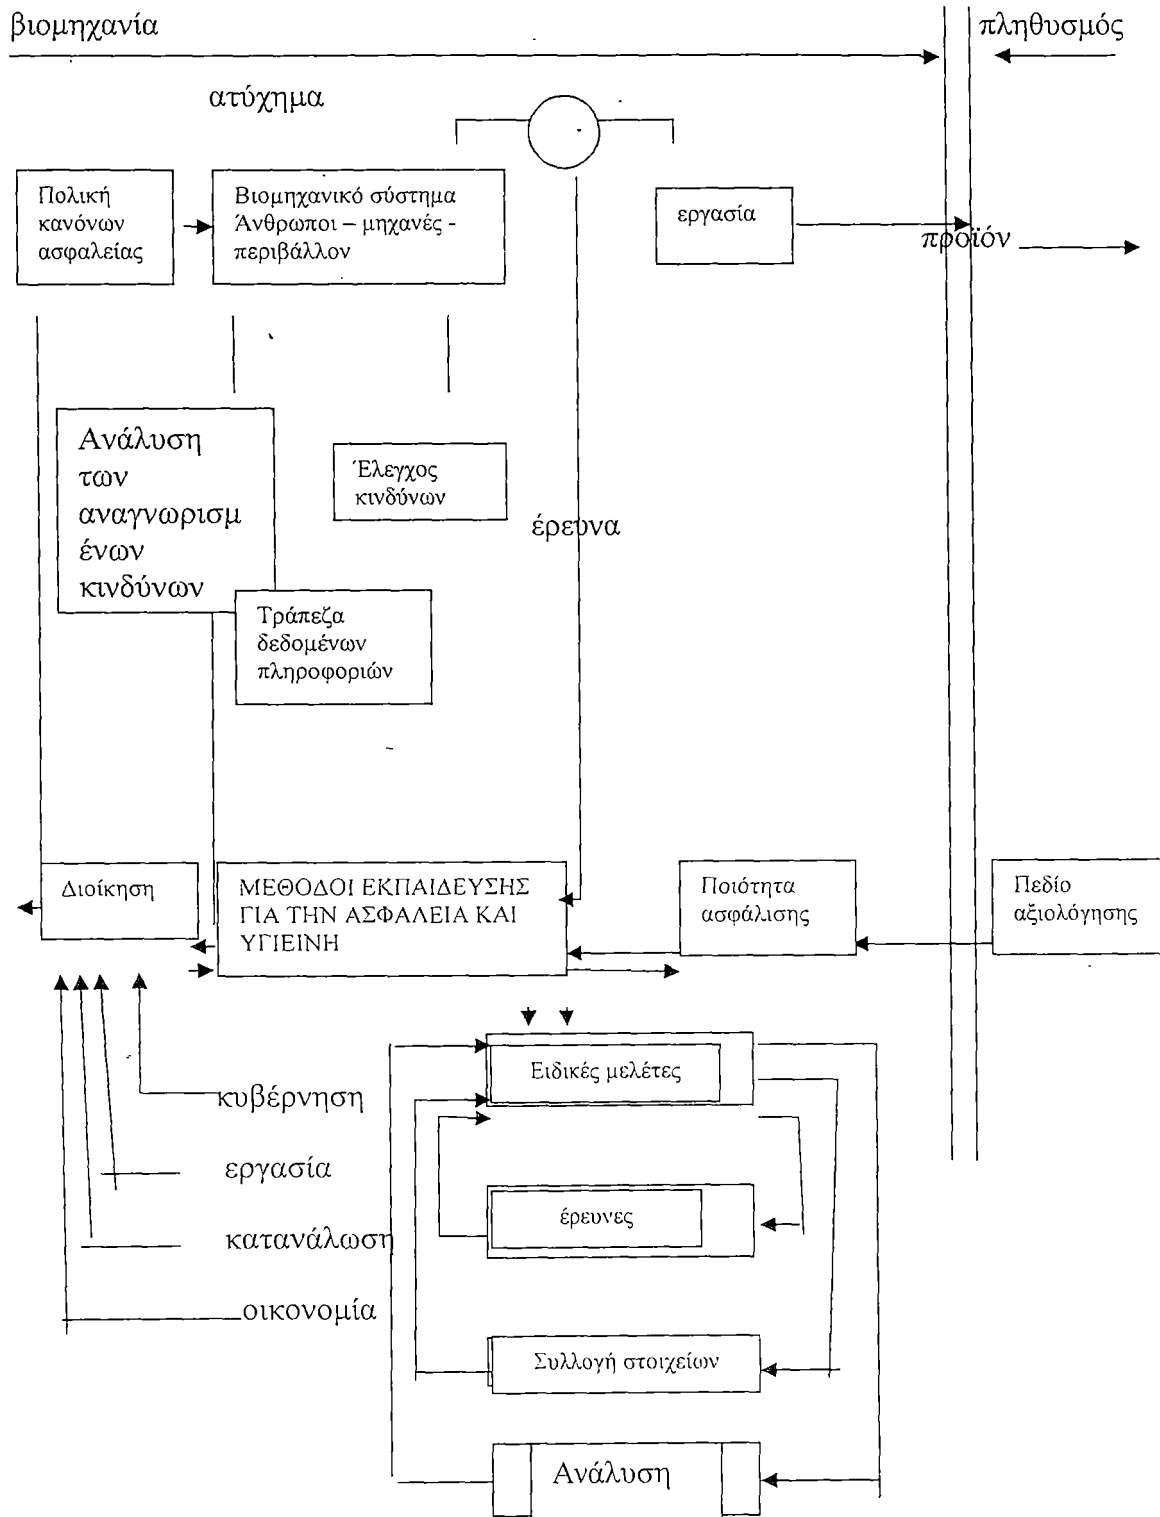 βιομηχανία
πληθυσμός
ατύχημα
Πολική
κανόνων
ασφαλείας
Βιομηχανικό σύστημα
Άνθρωποι – μηχανές -
περιβάλλον
εργασία
προϊόν
Ανάλυση
των
αναγνωρισμ
ένων
κινδύνων
Έλεγχος
κινδύνων
έρευνα
Τράπεζα
δεδομένων
πληροφοριών
Διοίκηση
ΜΕΘΟΔΟΙ ΕΚΠΑΙΔΕΥΣΗΣ
ΓΙΑ ΤΗΝ ΑΣΦΑΛΕΙΑ ΚΑΙ
ΥΓΙΕΙΝΗ
Ποιότητα
ασφάλισης
Πεδίο
αξιολόγησης
Ειδικές μελέτες
κυβέρνηση
εργασία
έρευνες
κατανάλωση
οικονομία
Συλλογή στοιχείων
Ανάλυση